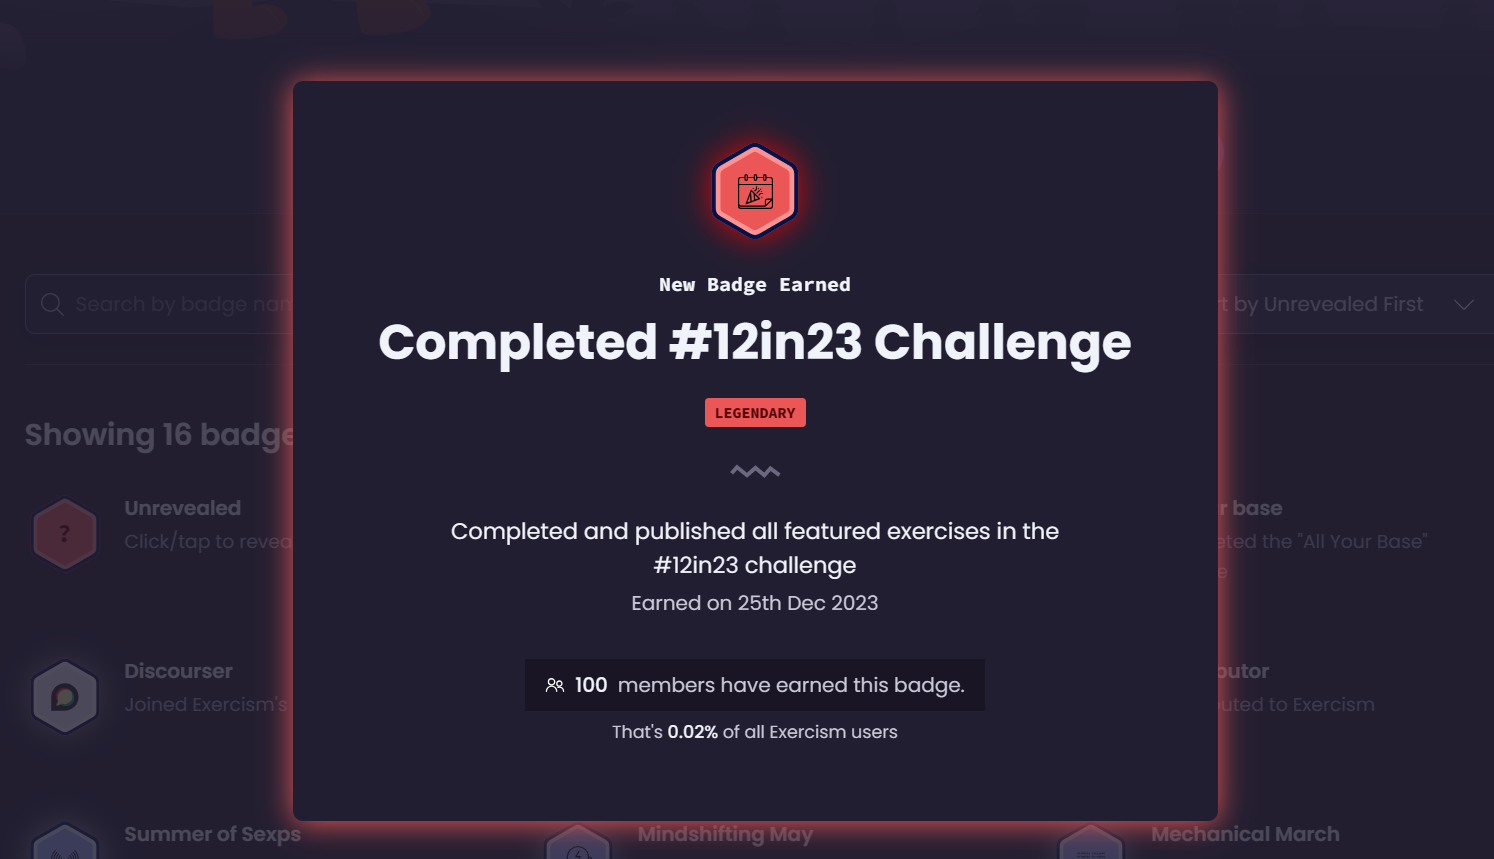 New Badge Earned
Completed #12in23 Challenge
LEGENDARY
Completed and published all featured exercises in the
#12in23 challenge
Earned on 25th Dec 2023
100 members have earned this badge.
That's 0.02% of all Exercism users
Search by badge nam
t by Unrevealed First
Showing 16 badge
?
Unrevealed
Click/tap to revea
r base
eted the "All Your Base"
e
Discourser
Joined Exercism's
outor
uted to Exercism
Summer of Sexps
Mindshifting May
Mechanical March